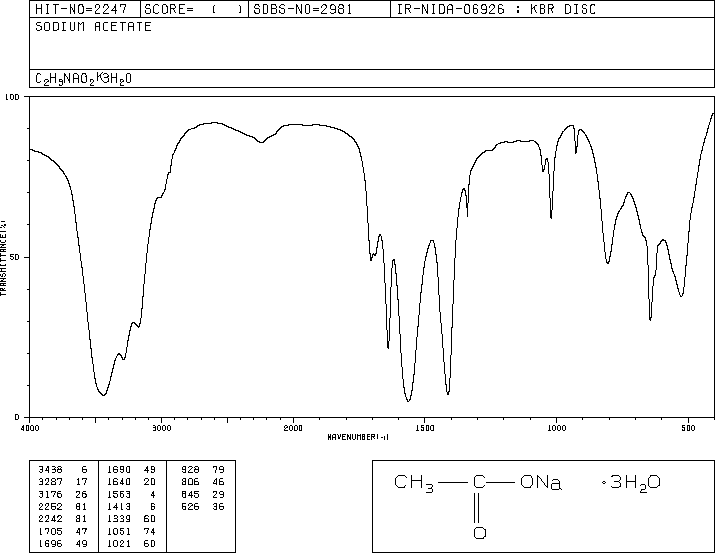 HIT-NO=2247 SCORE= ( ) SDBS-NO=2981 IR-NIDA-06926 : KBR DISC
SODIUM ACETATE
C₂H₃NAO₂*3H₂O
100
50
0
TRANSMITTANCE(%)
4000 3000 2000 1500 1000 500
WAVENUMBER(-1)
3438 6 1690 49 928 79
3287 17 1640 20 806 46
3176 26 1563 4 645 29
2262 81 1413 6 526 36
2242 81 1339 60
1705 47 1051 74
1696 49 1021 60
CH₃—C—ONa ·3H₂O
O